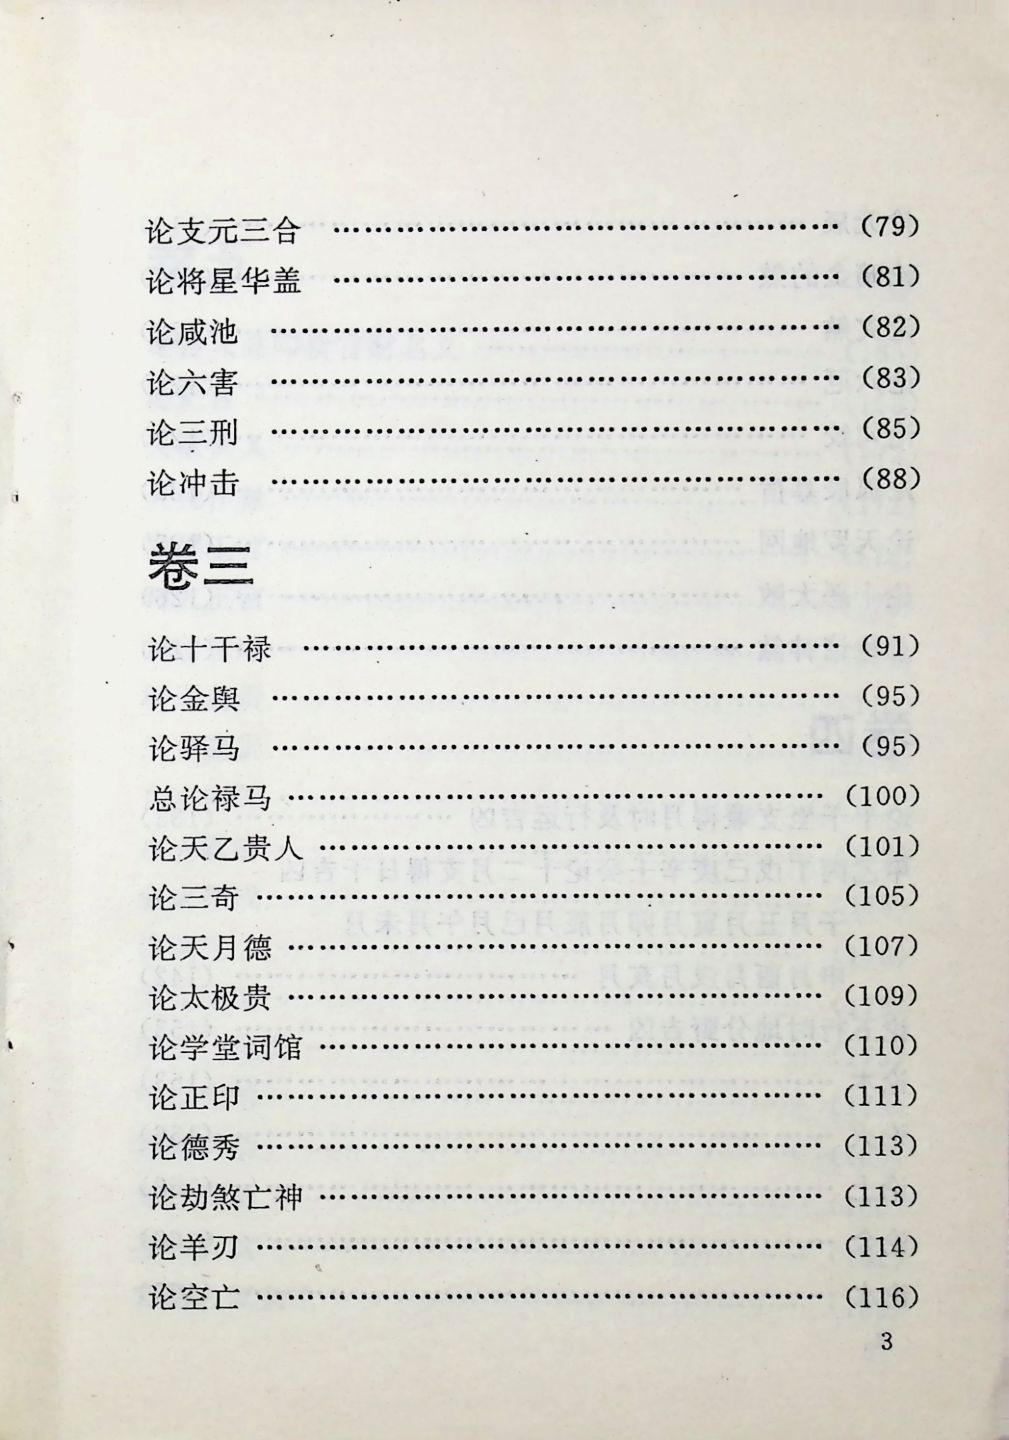 论支元三合 ……………………………………………… (79)
论将星华盖 ……………………………………………… (81)
论咸池 …………………………………………………… (82)
论六害 …………………………………………………… (83)
论三刑 …………………………………………………… (85)
论冲击 …………………………………………………… (88)
卷三
论十干禄 ………………………………………………… (91)
论金舆 …………………………………………………… (95)
论驿马 …………………………………………………… (95)
总论禄马 ………………………………………………… (100)
论天乙贵人 ……………………………………………… (101)
论三奇 …………………………………………………… (105)
论天月德 ………………………………………………… (107)
论太极贵 ………………………………………………… (109)
论学堂词馆 ……………………………………………… (110)
论正印 …………………………………………………… (111)
论德秀 …………………………………………………… (113)
论劫煞亡神 ……………………………………………… (113)
论羊刃 …………………………………………………… (114)
论空亡 …………………………………………………… (116)
3